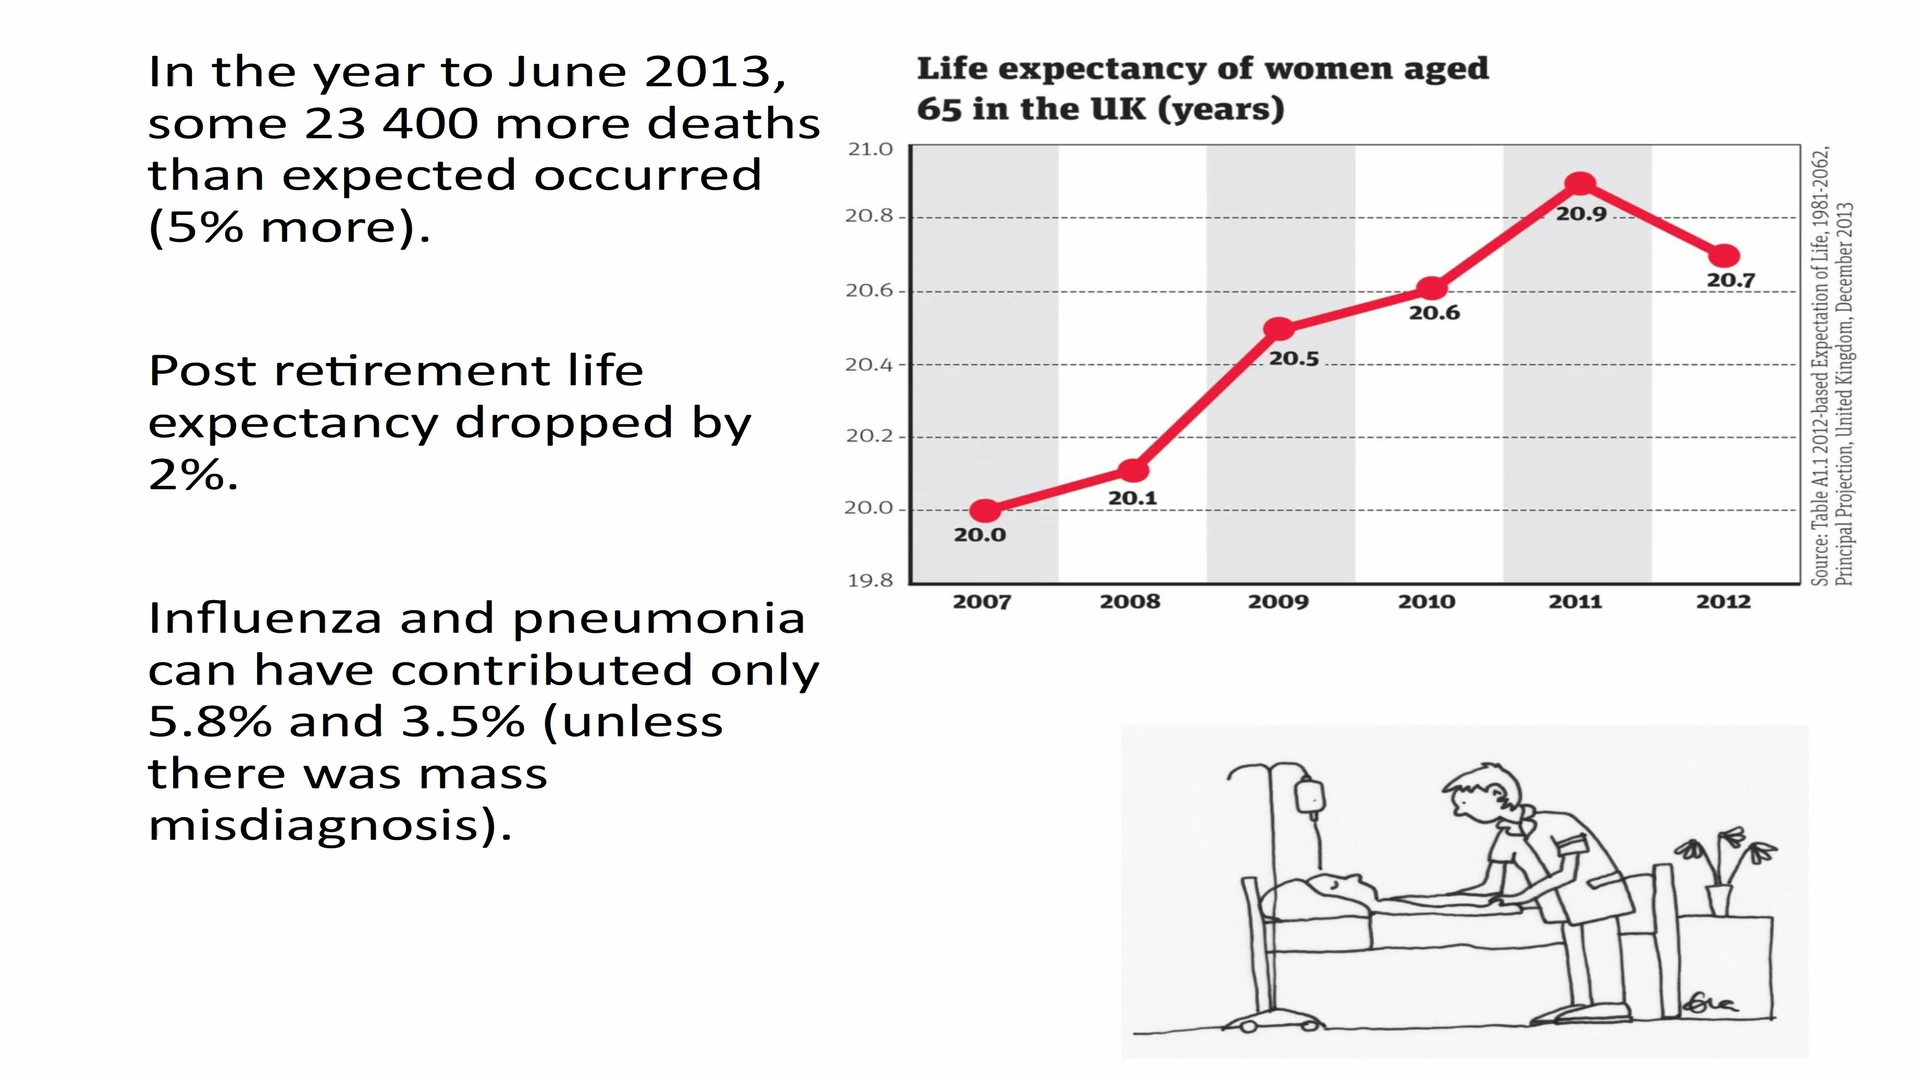 In the year to June 2013,
some 23 400 more deaths
than expected occurred
(5% more).
Post retirement life
expectancy dropped by
2%.
Influenza and pneumonia
can have contributed only
5.8% and 3.5% (unless
there was mass
misdiagnosis).
Life expectancy of women aged
65 in the UK (years)
21.0
20.8
20.6
20.4
20.2
20.0
19.8
20.0
20.1
20.5
20.6
20.9
20.7
2007 2008 2009 2010 2011 2012
Source: Table A1.1 2012-based Expectation of Life, 1981-2062,
Principal Projection, United Kingdom, December 2013